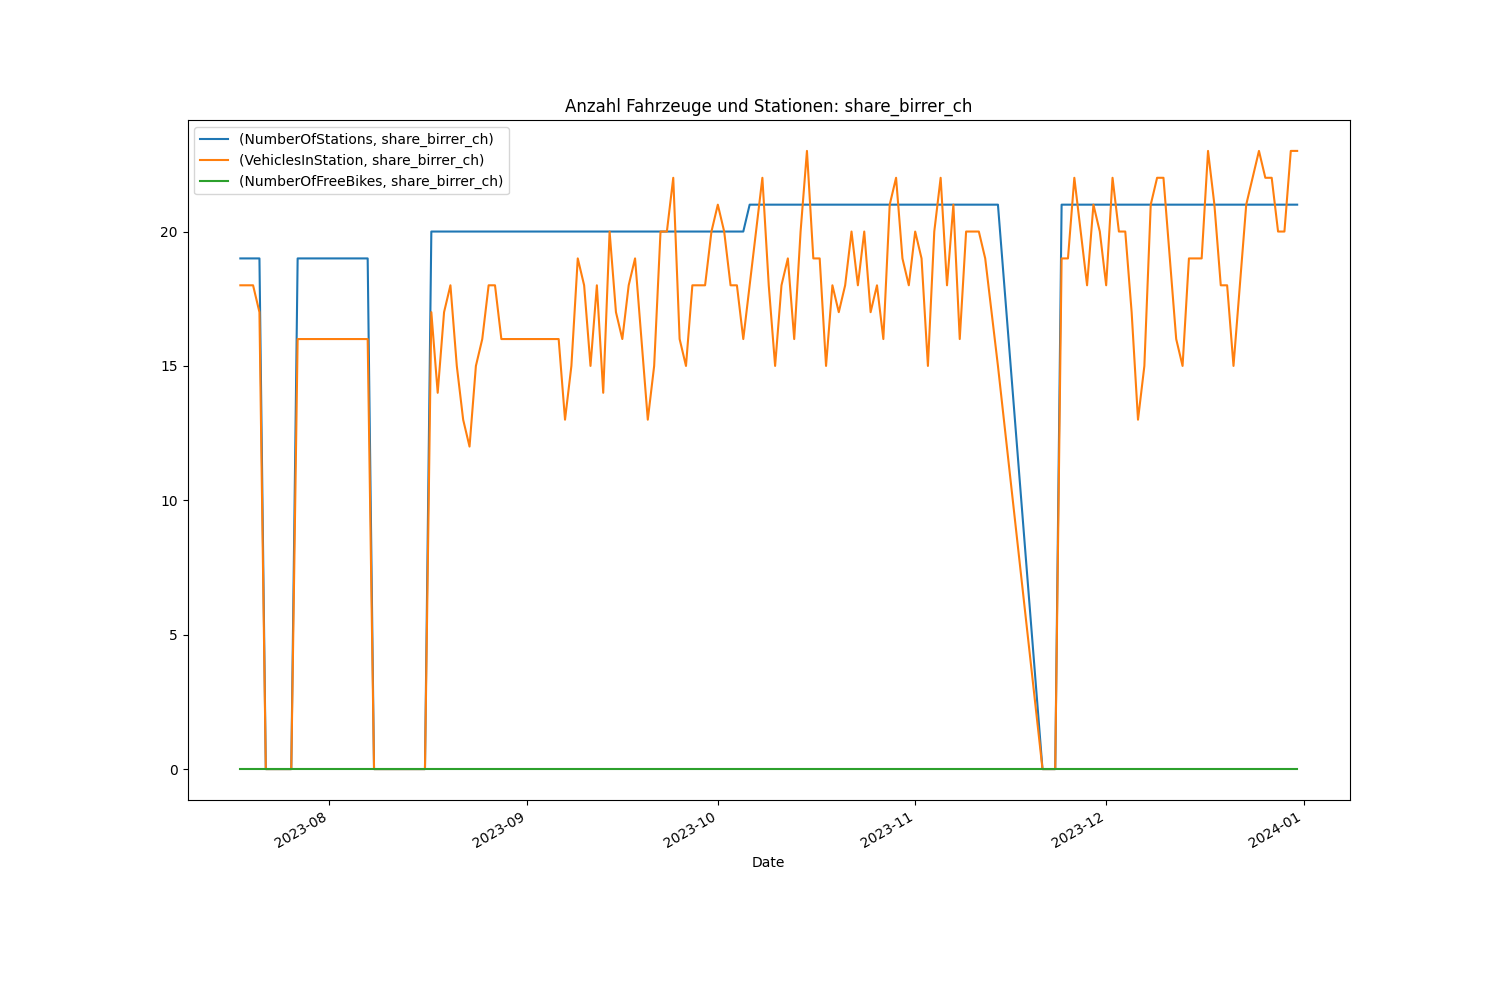 Anzahl Fahrzeuge und Stationen: share_birrer_ch
(NumberOfStations, share_birrer_ch)
(VehiclesInStation, share_birrer_ch)
(NumberOfFreeBikes, share_birrer_ch)
20
15
10
5
0
2023-08
2023-09
2023-10
2023-11
2023-12
2024-01
Date